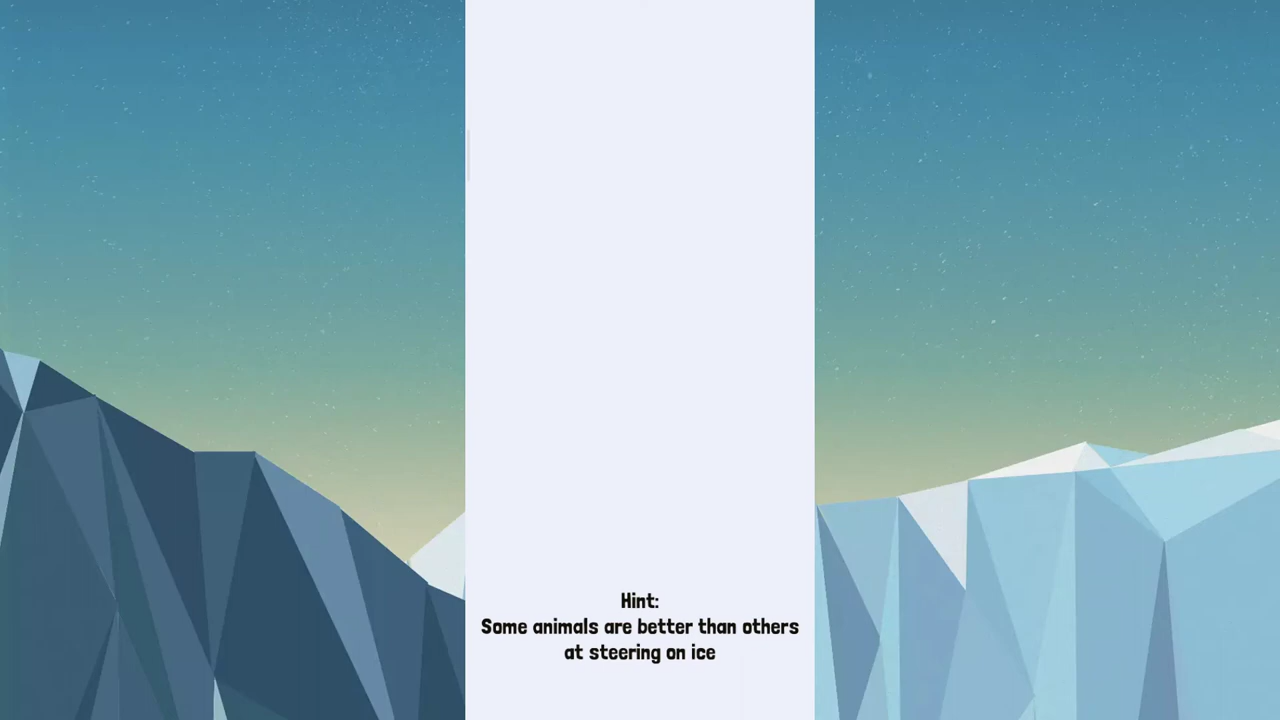 Hint:
Some animals are better than others
at steering on ice